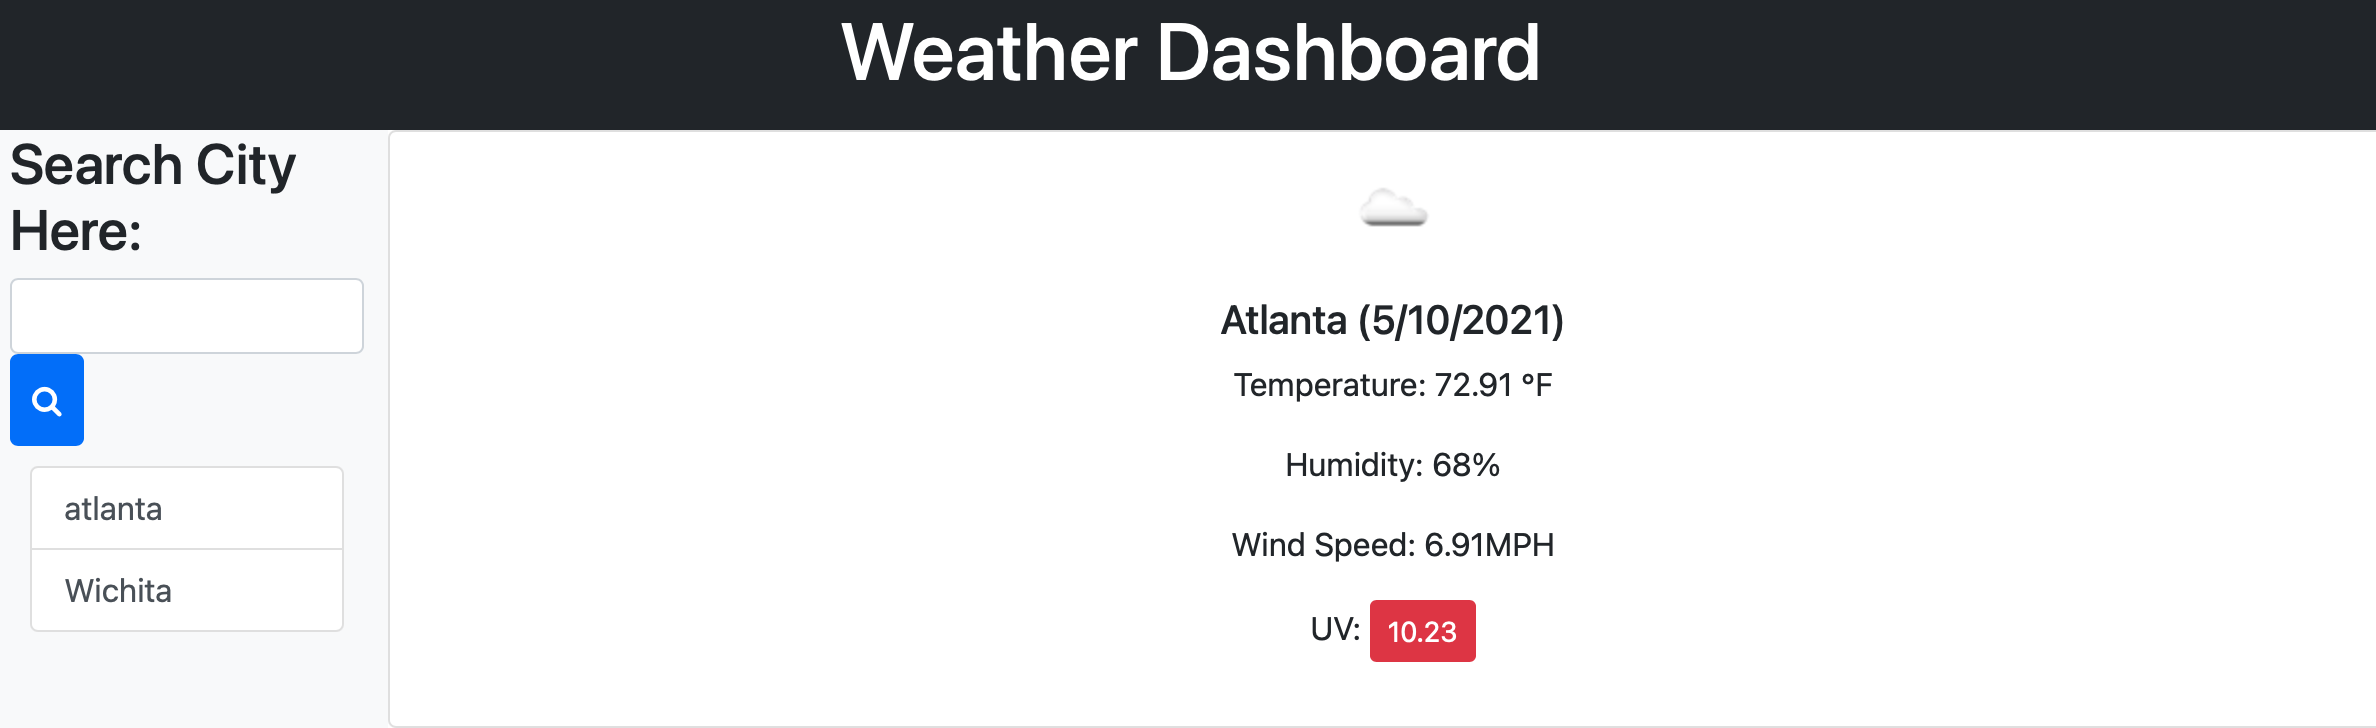 Weather Dashboard
Search City
Here:
atlanta
Wichita
Atlanta (5/10/2021)
Temperature: 72.91 °F
Humidity: 68%
Wind Speed: 6.91MPH
UV: 10.23